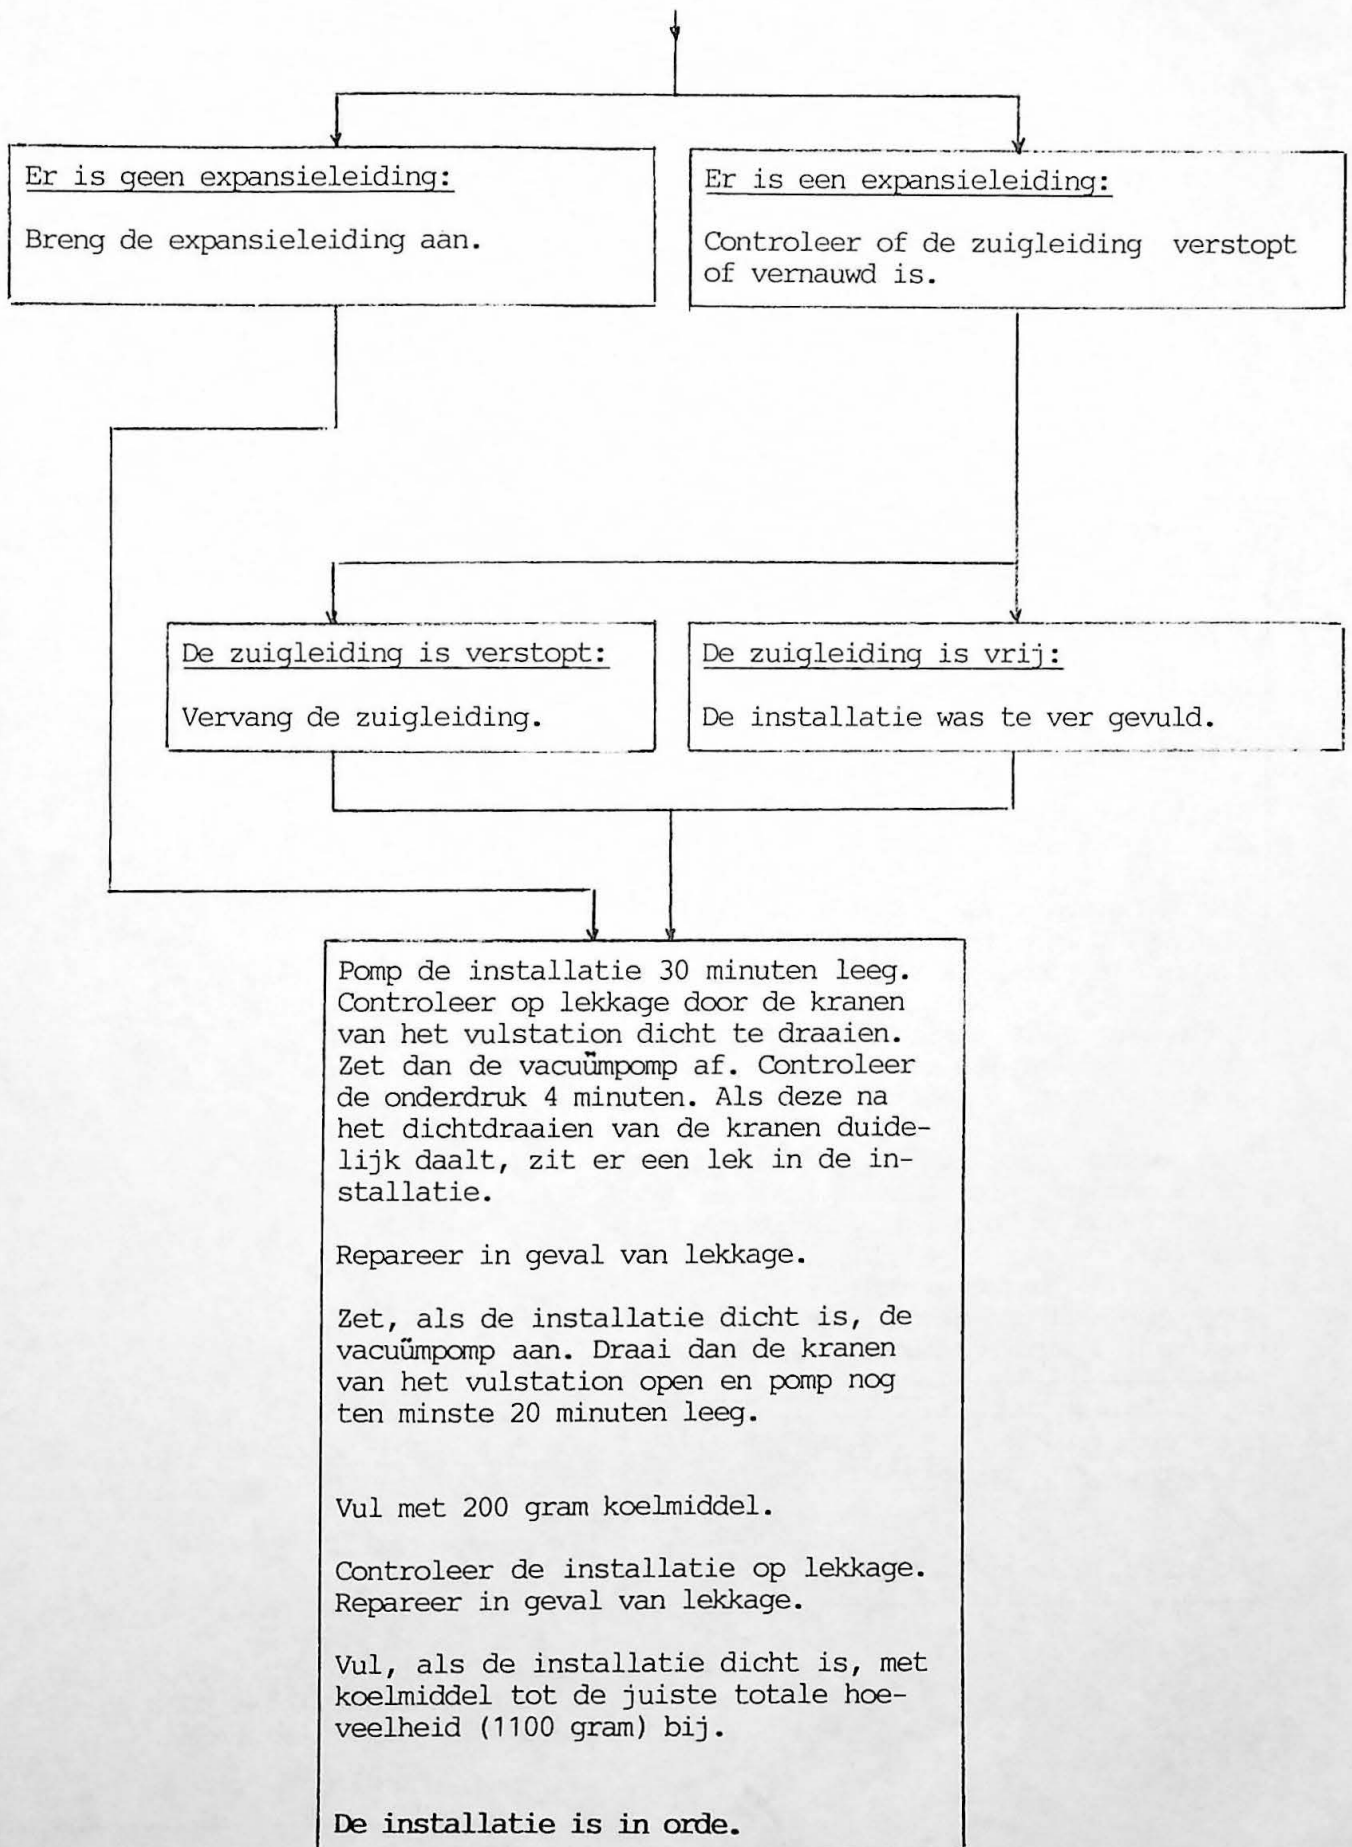 Er is geen expansieleiding:
Breng de expansieleiding aan.
Er is een expansieleiding:
Controleer of de zuigleiding verstopt
of vernauwd is.
De zuigleiding is verstopt:
Vervang de zuigleiding.
De zuigleiding is vrij:
De installatie was te ver gevuld.
Pomp de installatie 30 minuten leeg.
Controleer op lekkage door de kranen
van het vulstation dicht te draaien.
Zet dan de vacuümpomp af. Controleer
de onderdruk 4 minuten. Als deze na
het dichtdraaien van de kranen duide-
lijk daalt, zit er een lek in de in-
stallatie.
Repareer in geval van lekkage.
Zet, als de installatie dicht is, de
vacuümpomp aan. Draai dan de kranen
van het vulstation open en pomp nog
ten minste 20 minuten leeg.
Vul met 200 gram koelmiddel.
Controleer de installatie op lekkage.
Repareer in geval van lekkage.
Vul, als de installatie dicht is, met
koelmiddel tot de juiste totale hoe-
veelheid (1100 gram) bij.
De installatie is in orde.